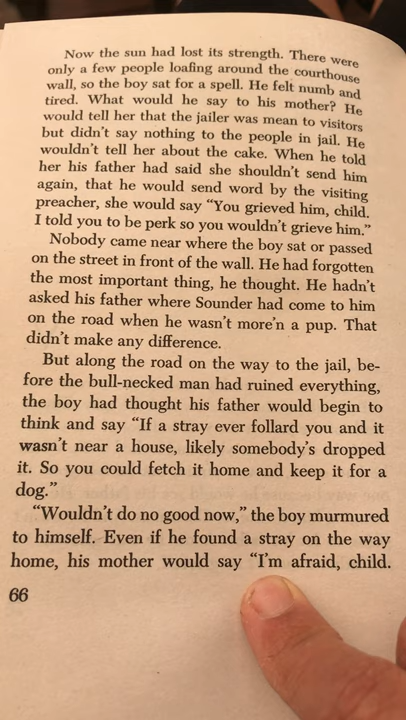 Now the sun had lost its strength. There were
only a few people loafing around the courthouse
wall, so the boy sat for a spell. He felt numb and
tired. What would he say to his mother? He
would tell her that the jailer was mean to visitors
but didn't say nothing to the people in jail. He
wouldn't tell her about the cake. When he told
her his father had said she shouldn't send him
again, that he would send word by the visiting
preacher, she would say "You grieved him, child.
I told you to be perk so you wouldn't grieve him."
Nobody came near where the boy sat or passed
on the street in front of the wall. He had forgotten
the most important thing, he thought. He hadn't
asked his father where Sounder had come to him
on the road when he wasn't more'n a pup. That
didn't make any difference.
But along the road on the way to the jail, be-
fore the bull-necked man had ruined everything,
the boy had thought his father would begin to
think and say "If a stray ever follard you and it
wasn't near a house, likely somebody's dropped
it. So you could fetch it home and keep it for a
dog."
"Wouldn't do no good now," the boy murmured
to himself. Even if he found a stray on the way
home, his mother would say "I'm afraid, child.
66